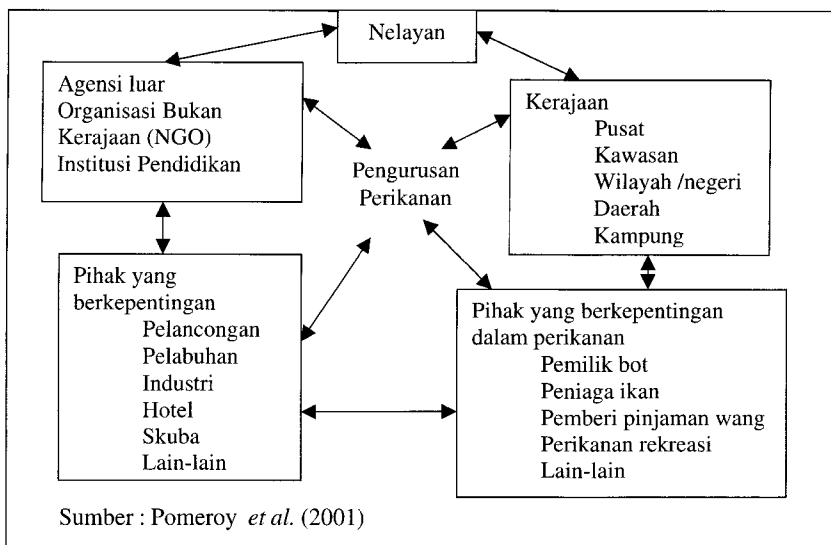 Nelayan
Agensi luar
Organisasi Bukan
Kerajaan (NGO)
Institusi Pendidikan
Kerajaan
Pusat
Kawasan
Wilayah /negeri
Daerah
Kampung
Pengurusan
Perikanan
Pihak yang
berkepentingan
Pelancongan
Pelabuhan
Industri
Hotel
Skuba
Lain-lain
Pihak yang berkepentingan
dalam perikanan
Pemilik bot
Peniaga ikan
Pemberi pinjaman wang
Perikanan rekreasi
Lain-lain
Sumber : Pomeroy et al. (2001)